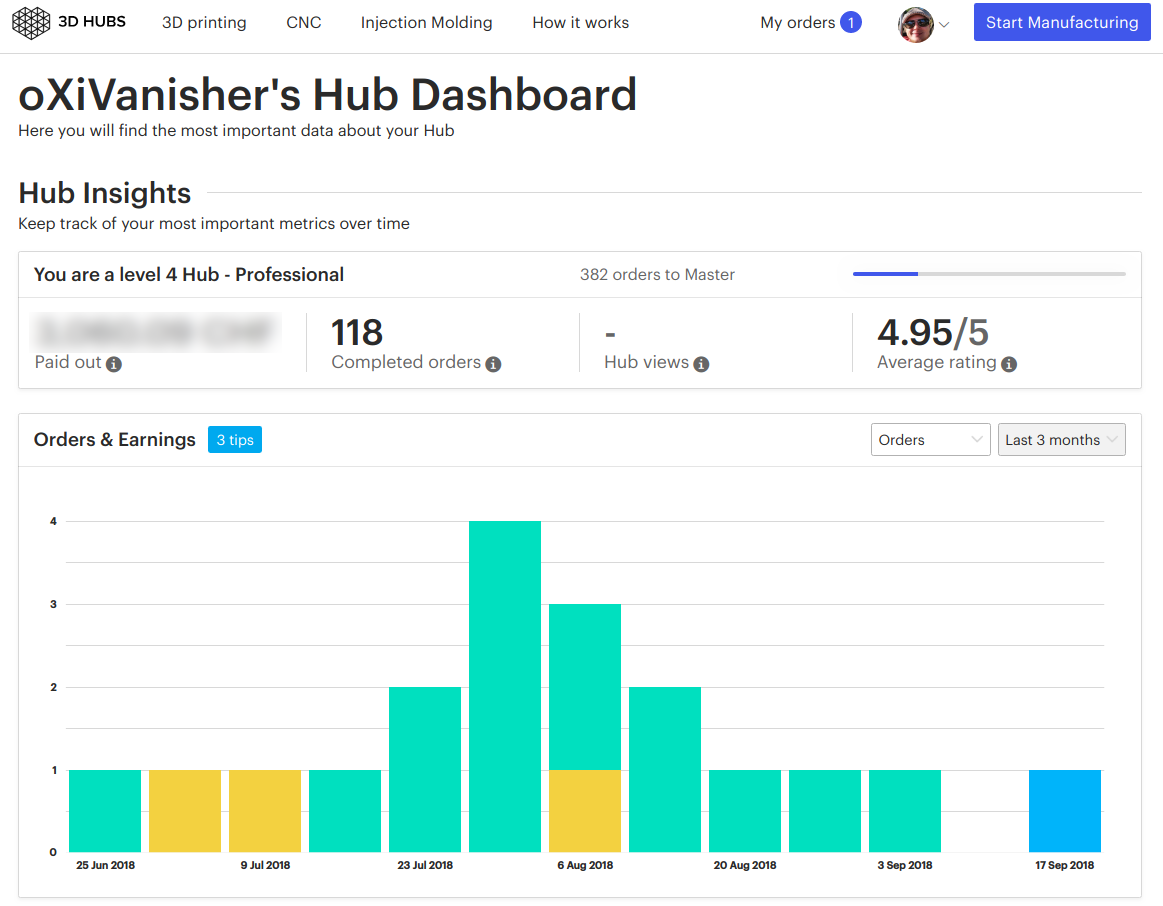 3D HUBS 3D printing CNC Injection Molding How it works My orders 1 Start Manufacturing
oXiVanisher's Hub Dashboard
Here you will find the most important data about your Hub
Hub Insights
Keep track of your most important metrics over time
You are a level 4 Hub - Professional 382 orders to Master
118 - 4.95/5
Paid out i Completed orders i Hub views i Average rating i
Orders & Earnings 3 tips Orders Last 3 months
4
3
2
1
0
25 Jun 2018 9 Jul 2018 23 Jul 2018 6 Aug 2018 20 Aug 2018 3 Sep 2018 17 Sep 2018